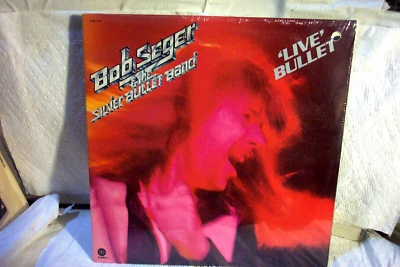 Bob Seger
& the
Silver Bullet Band
'LIVE'
BULLET